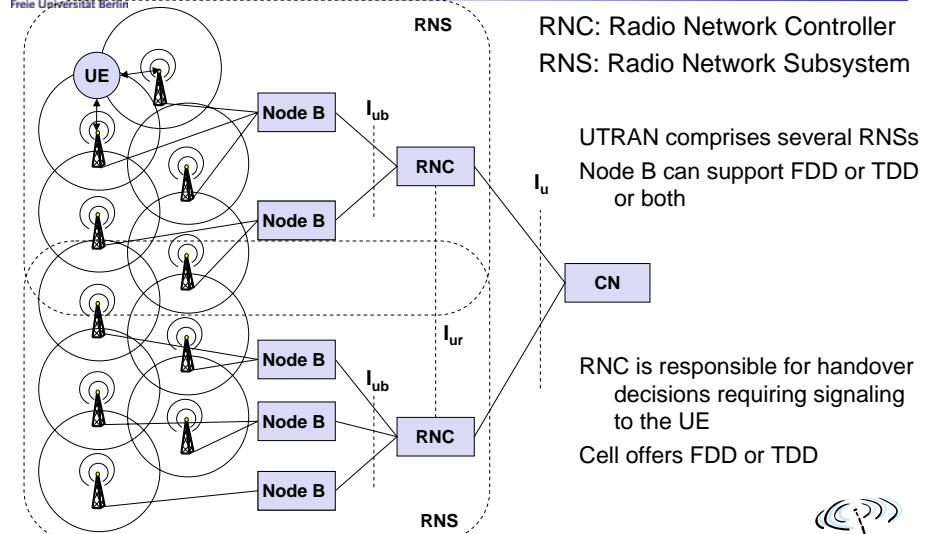 Freie Universität Berlin
RNS
RNC: Radio Network Controller
RNS: Radio Network Subsystem
UE
Node B
Iub
UTRAN comprises several RNSs
Node B can support FDD or TDD
or both
RNC
Iu
Node B
CN
Iur
Node B
Iub
RNC is responsible for handover
decisions requiring signaling
to the UE
Node B
RNC
Cell offers FDD or TDD
Node B
RNS